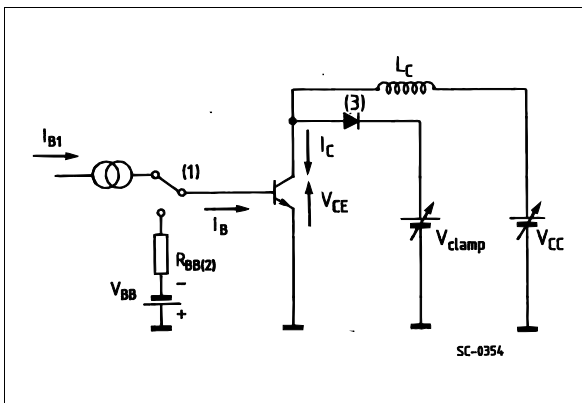 L_C
(3)
I_B1
(1)
I_C
I_B
V_CE
R_BB(2)
V_clamp
V_CC
V_BB
−
+
SC-0354